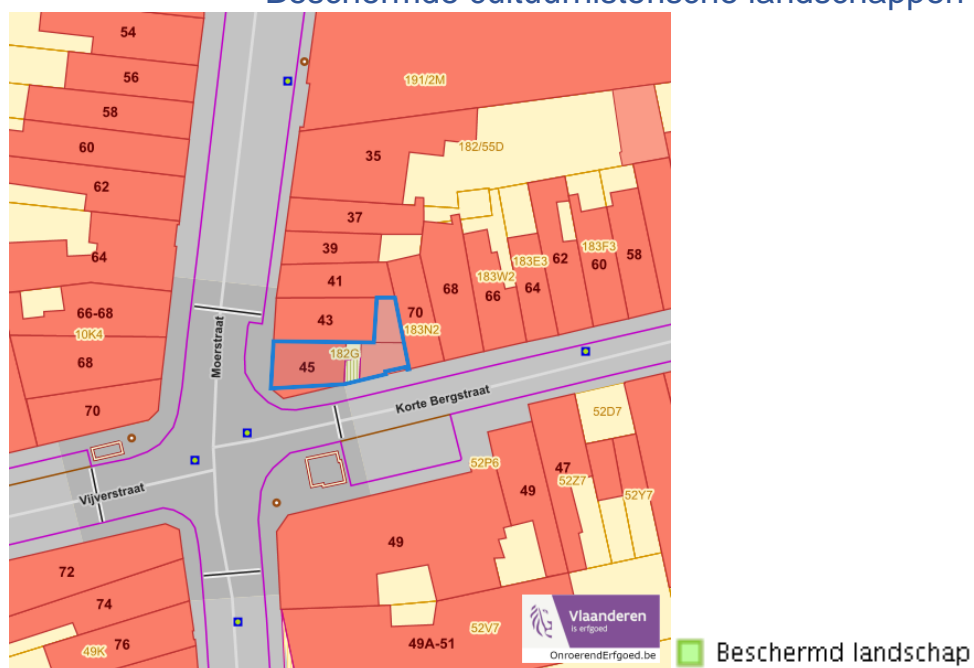 Beschermde cultuurhistorische landschappen
54
56
191/2M
58
60
182/55D
35
62
37
39
183F3
58
64
183E3
62
60
41
68
183W2
64
66
66-68
43
70
10K4
183N2
Moerstraat
68
182G
45
70
Korte Bergstraat
52D7
52P6
47
52Z7
Vijverstraat
49
52Y7
49
72
74
Vlaanderen
is erfgoed
76
49K
49A-51
52V7
OnroerendErfgoed.be
Beschermd landschap